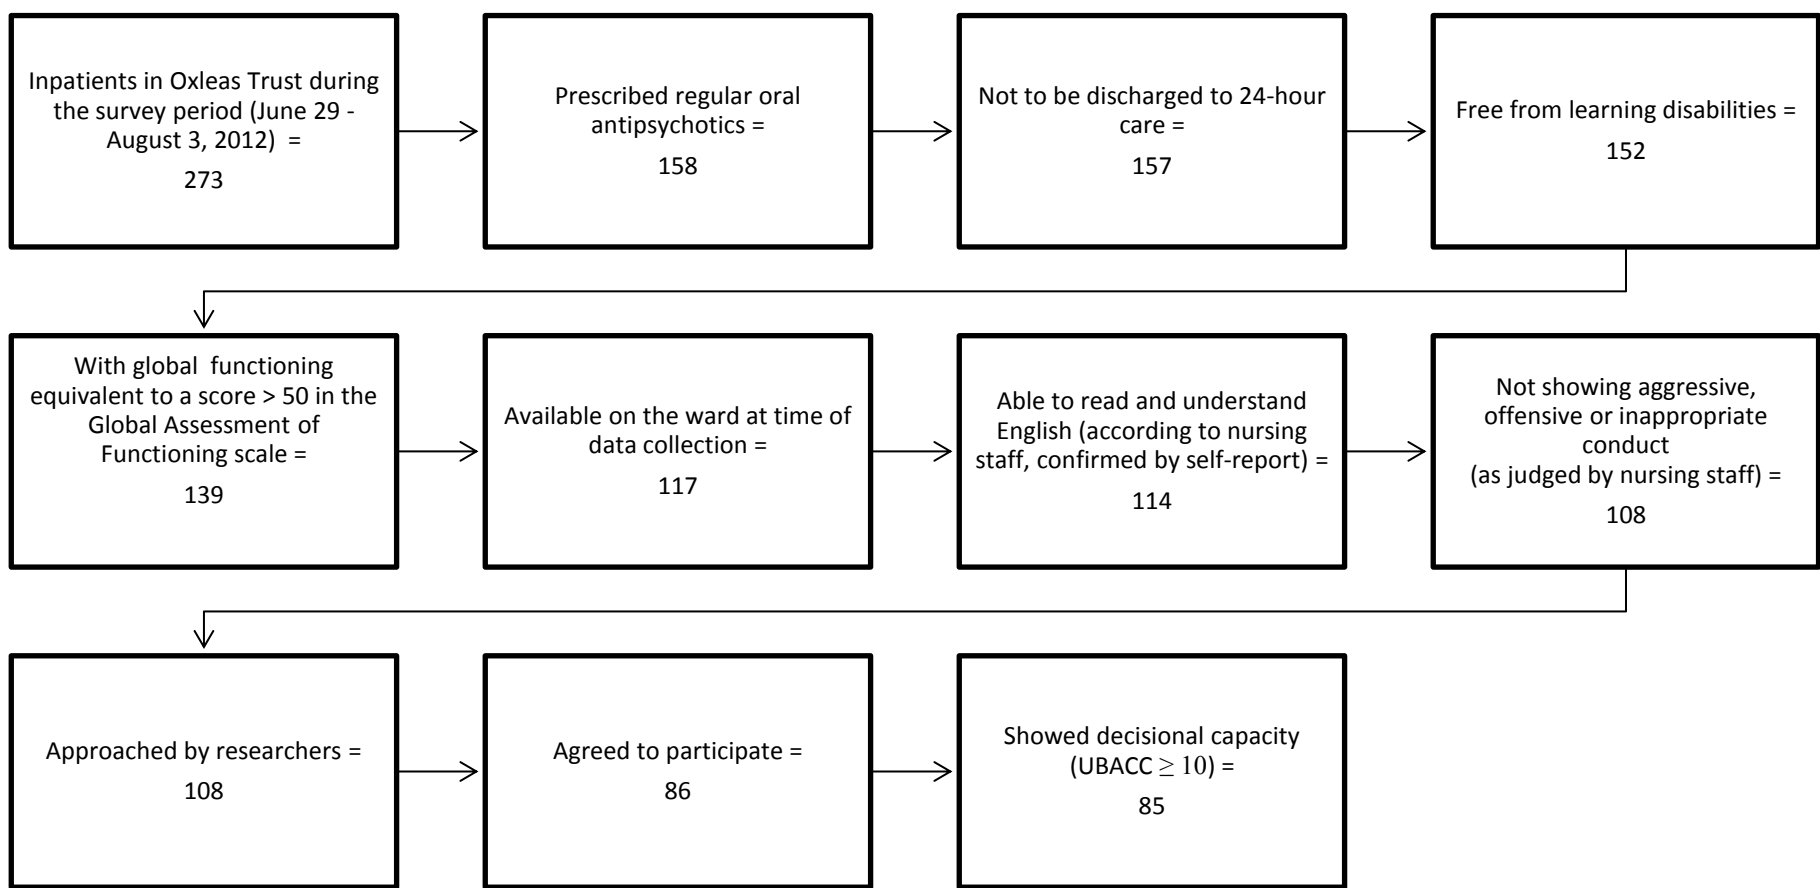 Inpatients in Oxleas Trust during
the survey period (June 29 -
August 3, 2012) =
273
Prescribed regular oral
antipsychotics =
158
Not to be discharged to 24-hour
care =
157
Free from learning disabilities =
152
With global functioning
equivalent to a score > 50 in the
Global Assessment of
Functioning scale =
139
Available on the ward at time of
data collection =
117
Able to read and understand
English (according to nursing
staff, confirmed by self-report) =
114
Not showing aggressive,
offensive or inappropriate
conduct
(as judged by nursing staff) =
108
Approached by researchers =
108
Agreed to participate =
86
Showed decisional capacity
(UBACC ≥ 10) =
85